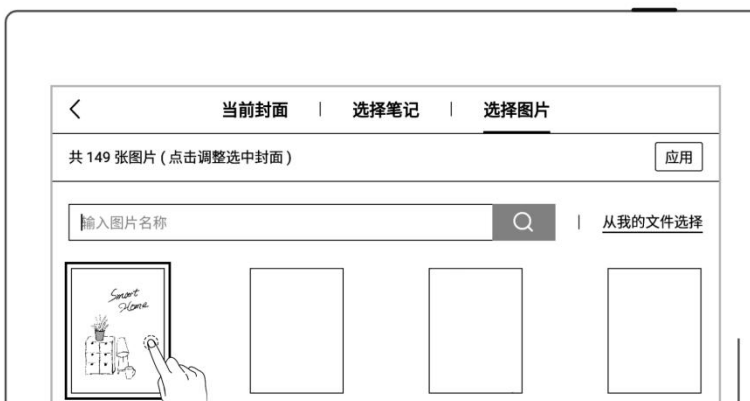 当前封面 | 选择笔记 | 选择图片
共 149 张图片 ( 点击调整选中封面 )
应用
输入图片名称
从我的文件选择
Smart
Home